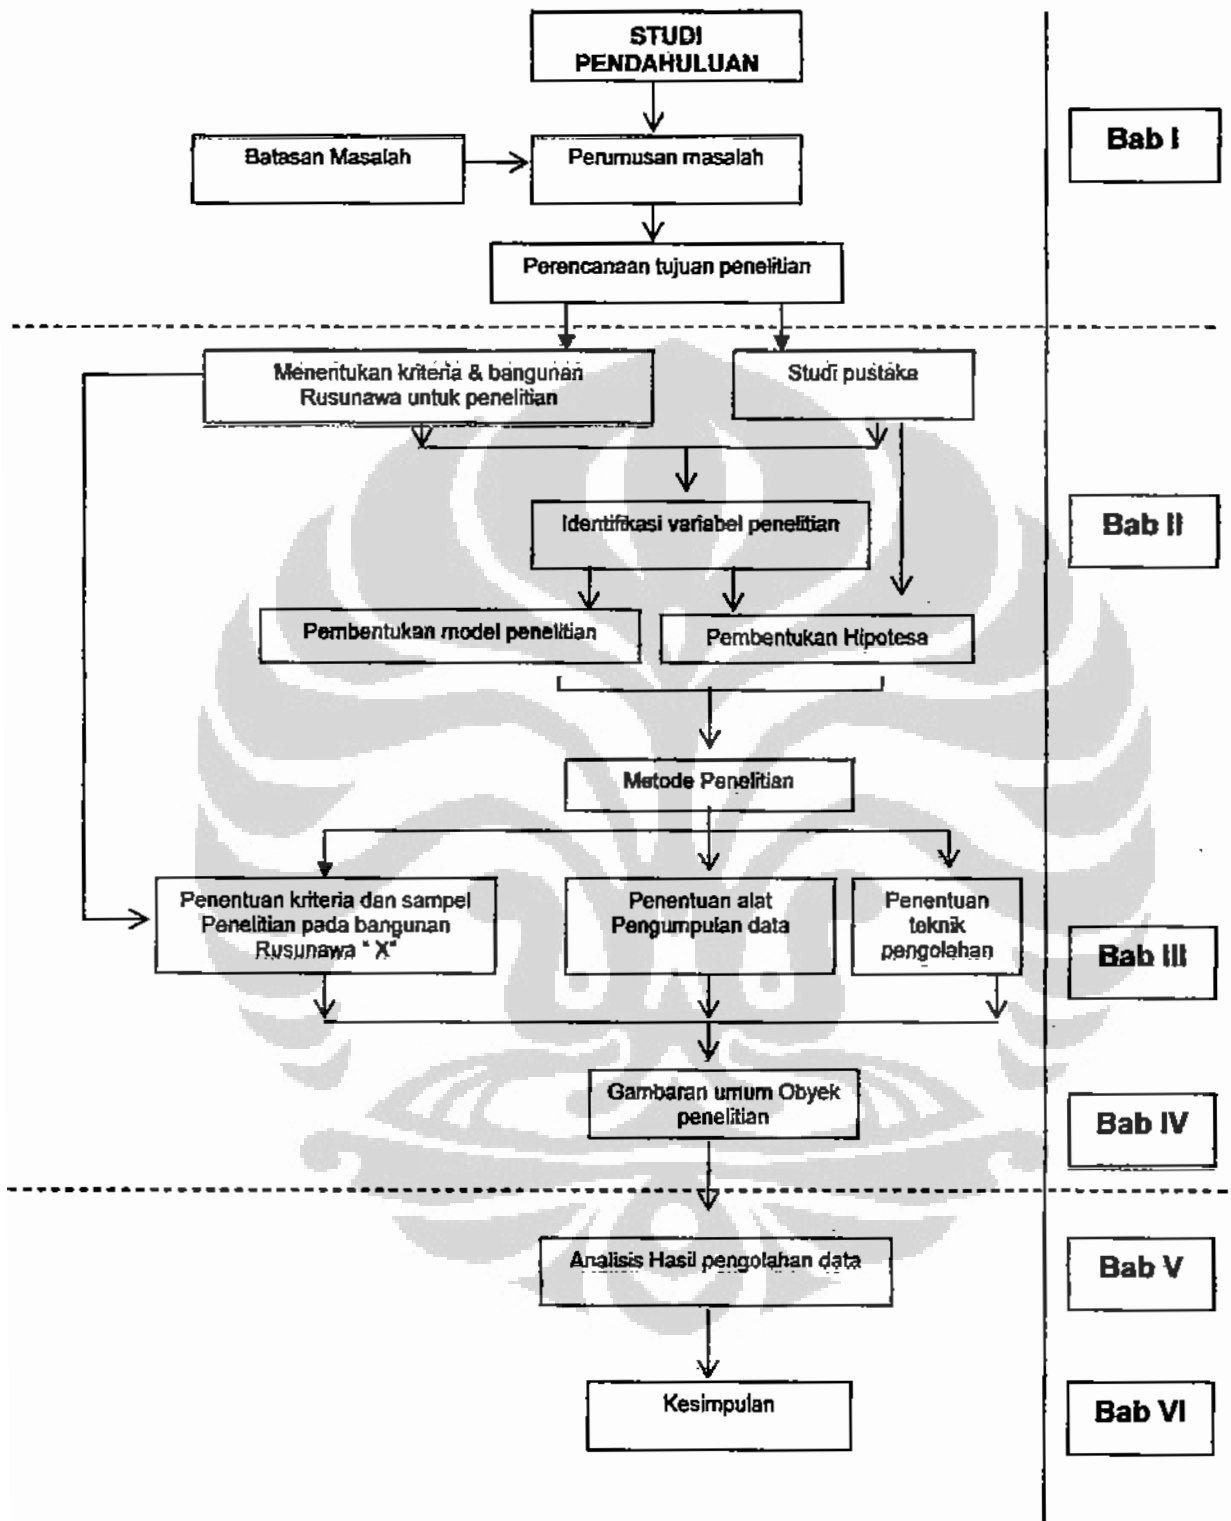 STUDI
PENDAHULUAN
Bab I
Batasan Masalah
Perumusan masalah
Perencanaan tujuan penelitian
Menentukan kriteria & bangunan
Rusunawa untuk penelitian
Studi pustaka
Identifikasi variabel penelitian
Bab II
Pembentukan model penelitian
Pembentukan Hipotesa
Metode Penelitian
Penentuan kriteria dan sampel
Penelitian pada bangunan
Rusunawa " X"
Penentuan alat
Pengumpulan data
Penentuan
teknik
pengolahan
Bab III
Gambaran umum Obyek
penelitian
Bab IV
Analisis Hasil pengolahan data
Bab V
Kesimpulan
Bab VI